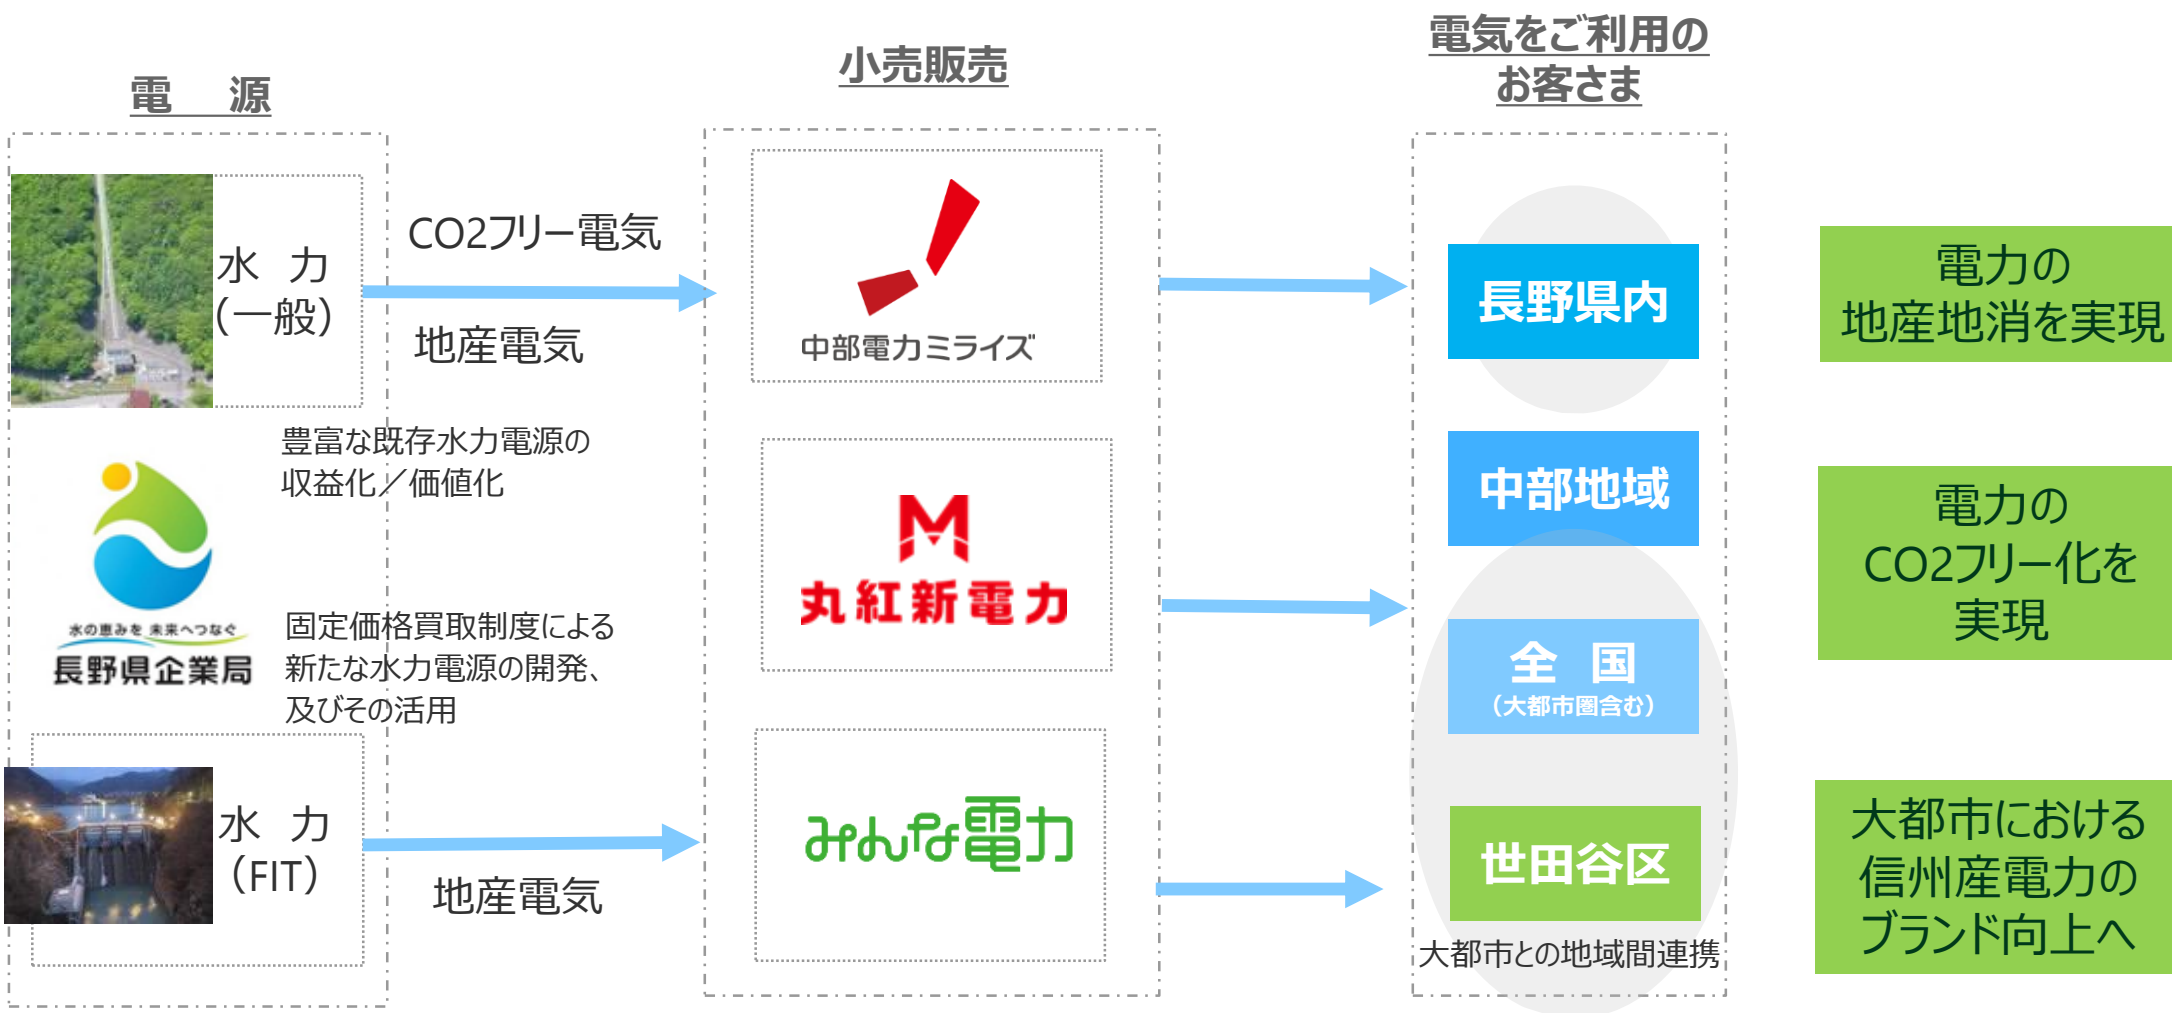 電　源
水 力
（一般）
CO2フリー電気
地産電気
豊富な既存水力電源の
収益化／価値化
水の恵みを 未来へつなぐ
長野県企業局
固定価格買取制度による
新たな水力電源の開発、
及びその活用
水 力
（FIT）
地産電気
小売販売
中部電力ミライズ
丸紅新電力
みんな電力
電気をご利用の
お客さま
長野県内
中部地域
全 国
（大都市圏含む）
世田谷区
大都市との地域間連携
電力の
地産地消を実現
電力の
CO2フリー化を
実現
大都市における
信州産電力の
ブランド向上へ